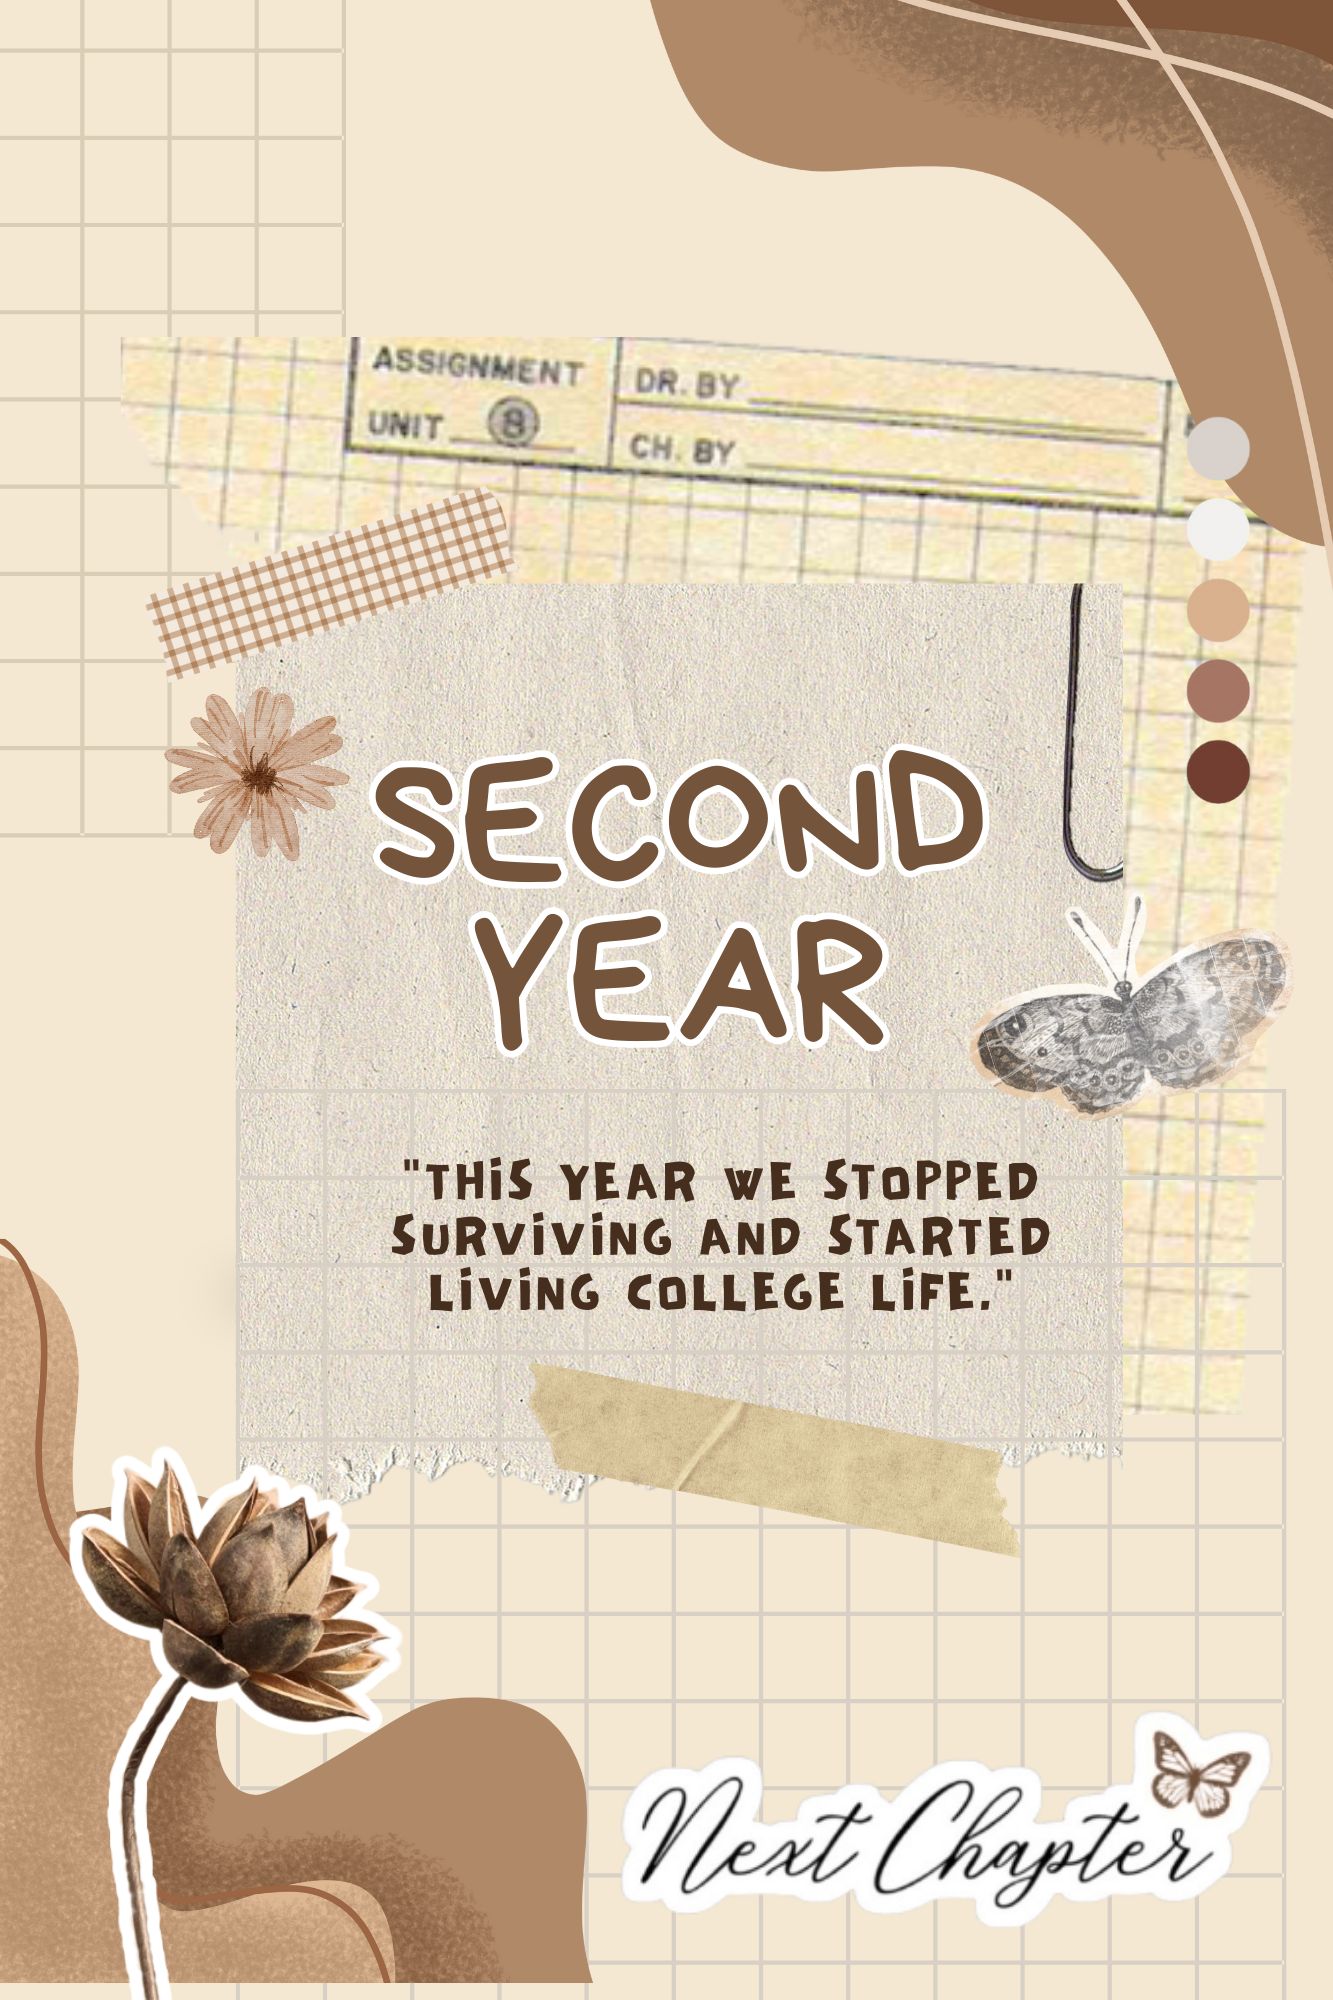 ASSIGNMENT
UNIT 8
DR. BY
CH. BY
SECOND
YEAR
"THIS YEAR WE STOPPED
SURVIVING AND STARTED
LIVING COLLEGE LIFE."
Next Chapter